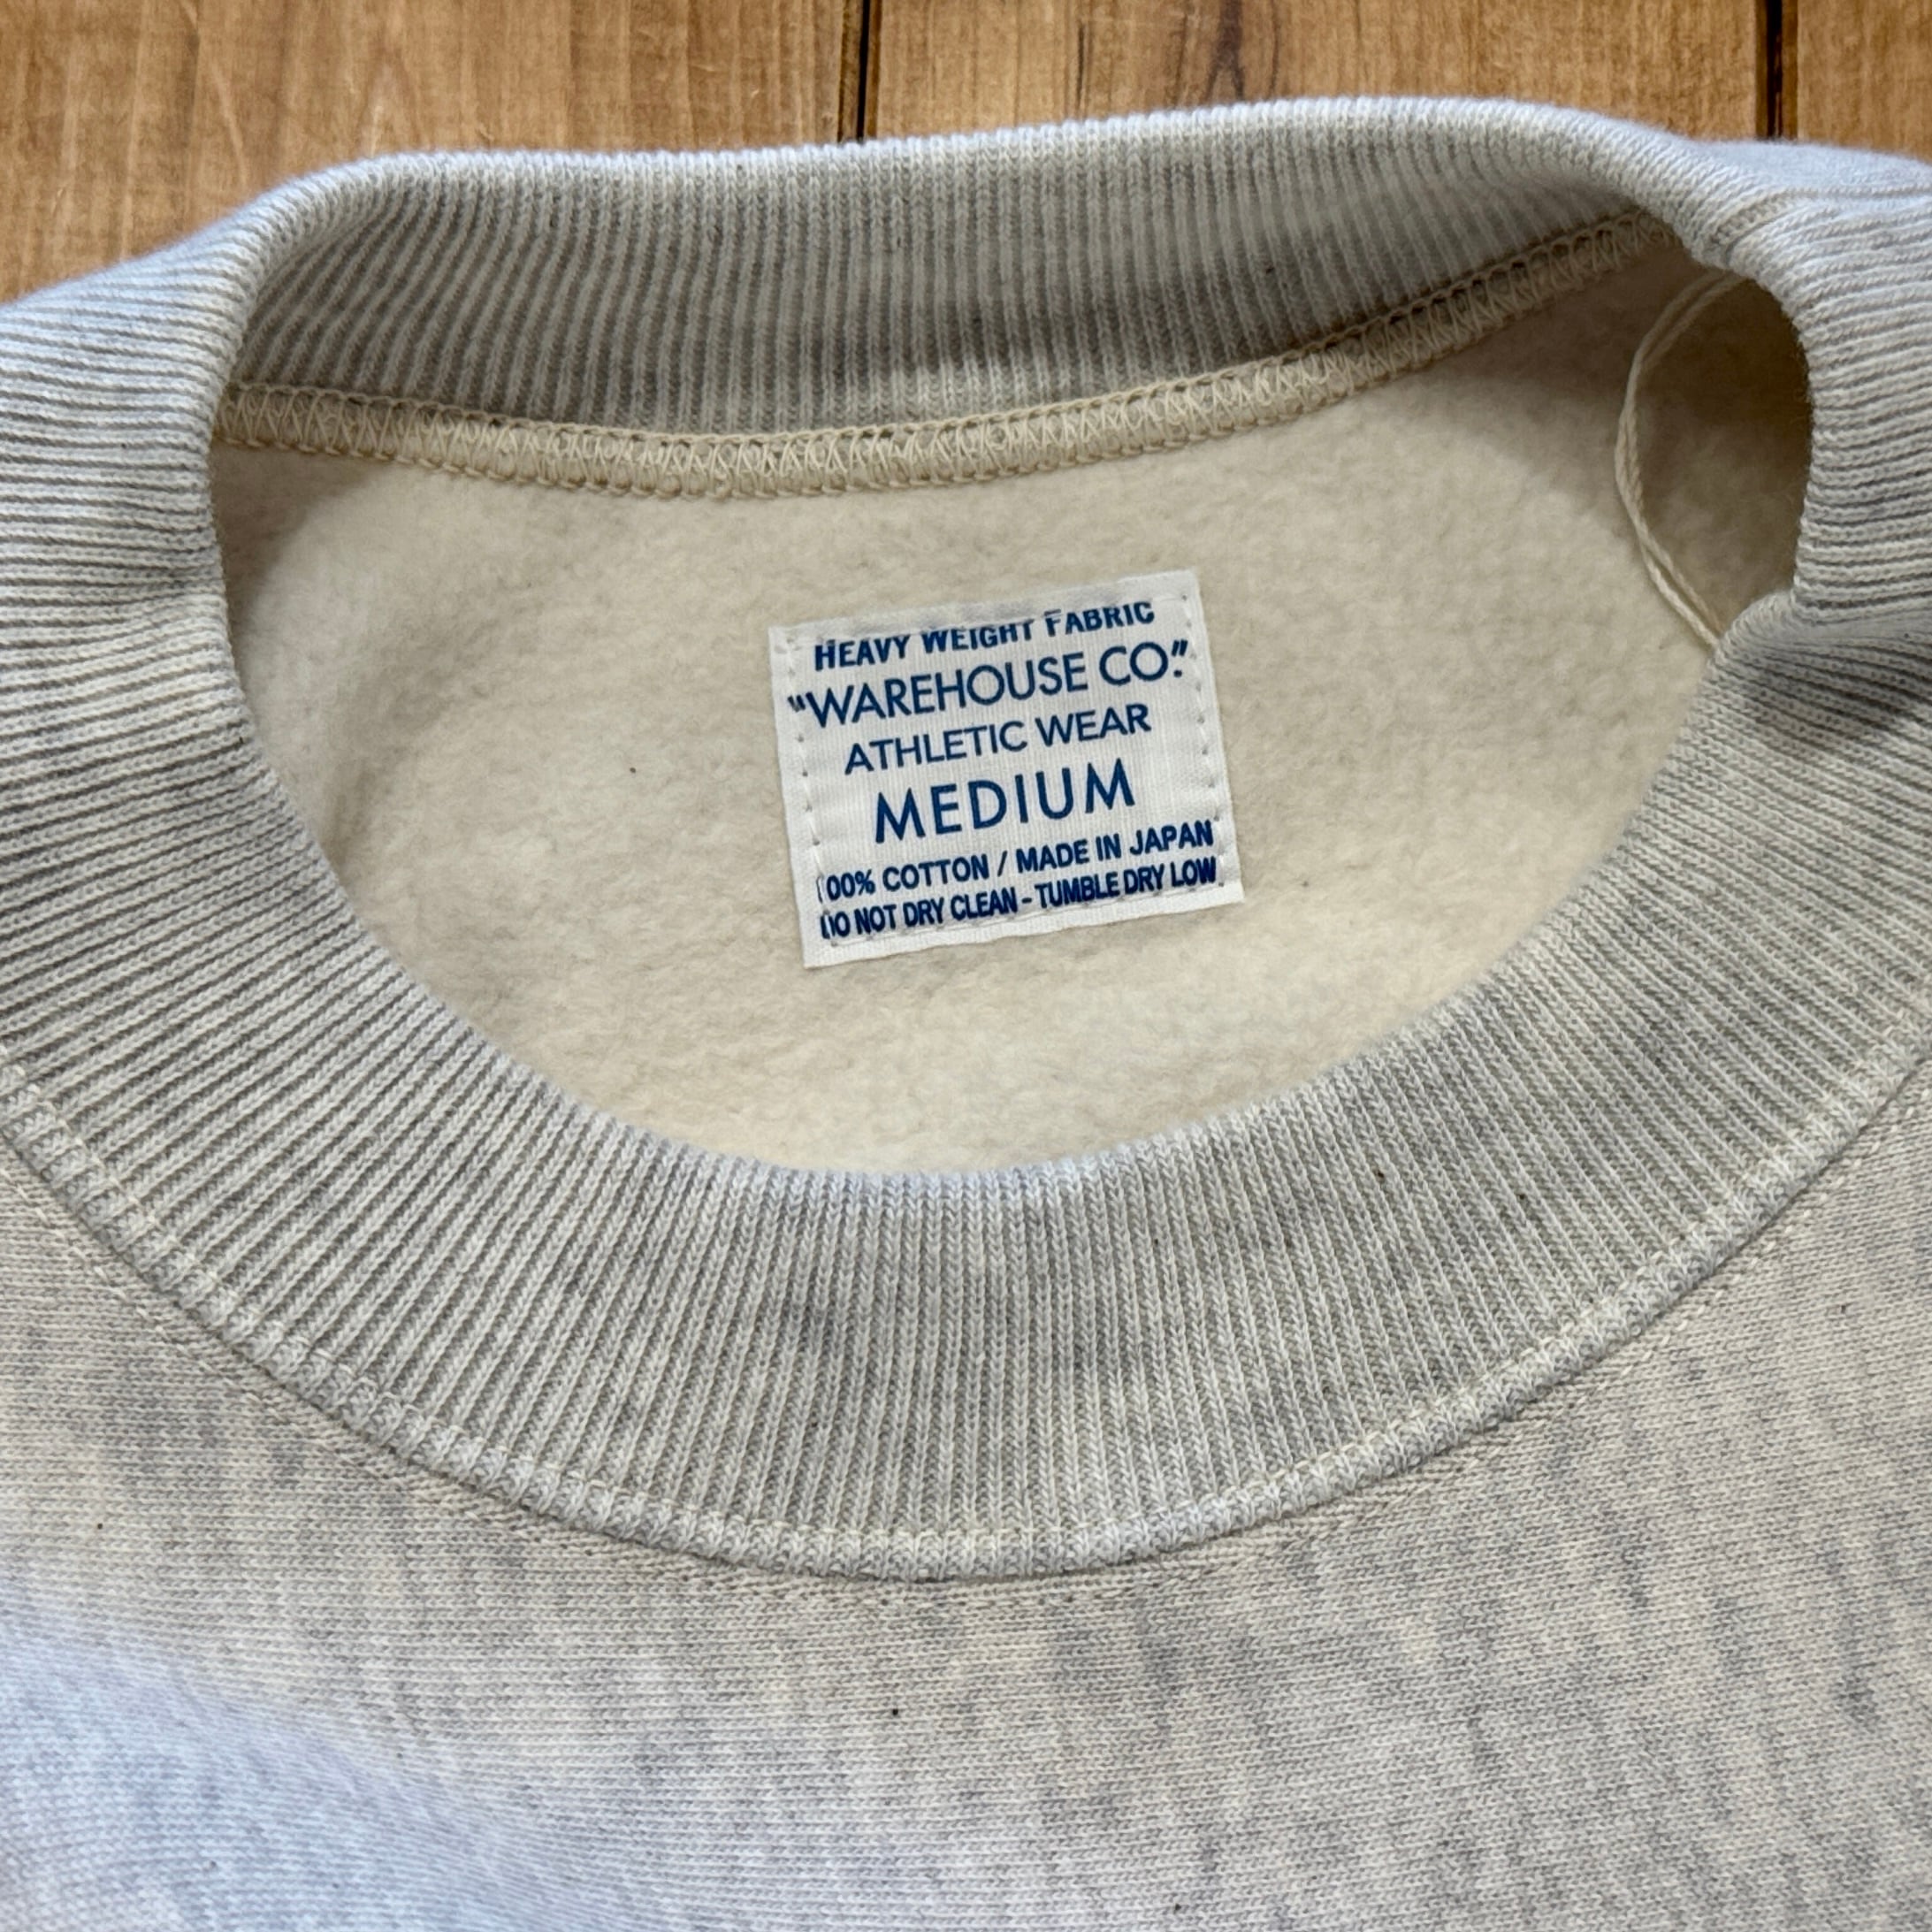 HEAVY WEIGHT FABRIC
"WAREHOUSE CO."
ATHLETIC WEAR
MEDIUM
100% COTTON / MADE IN JAPAN
DO NOT DRY CLEAN - TUMBLE DRY LOW.